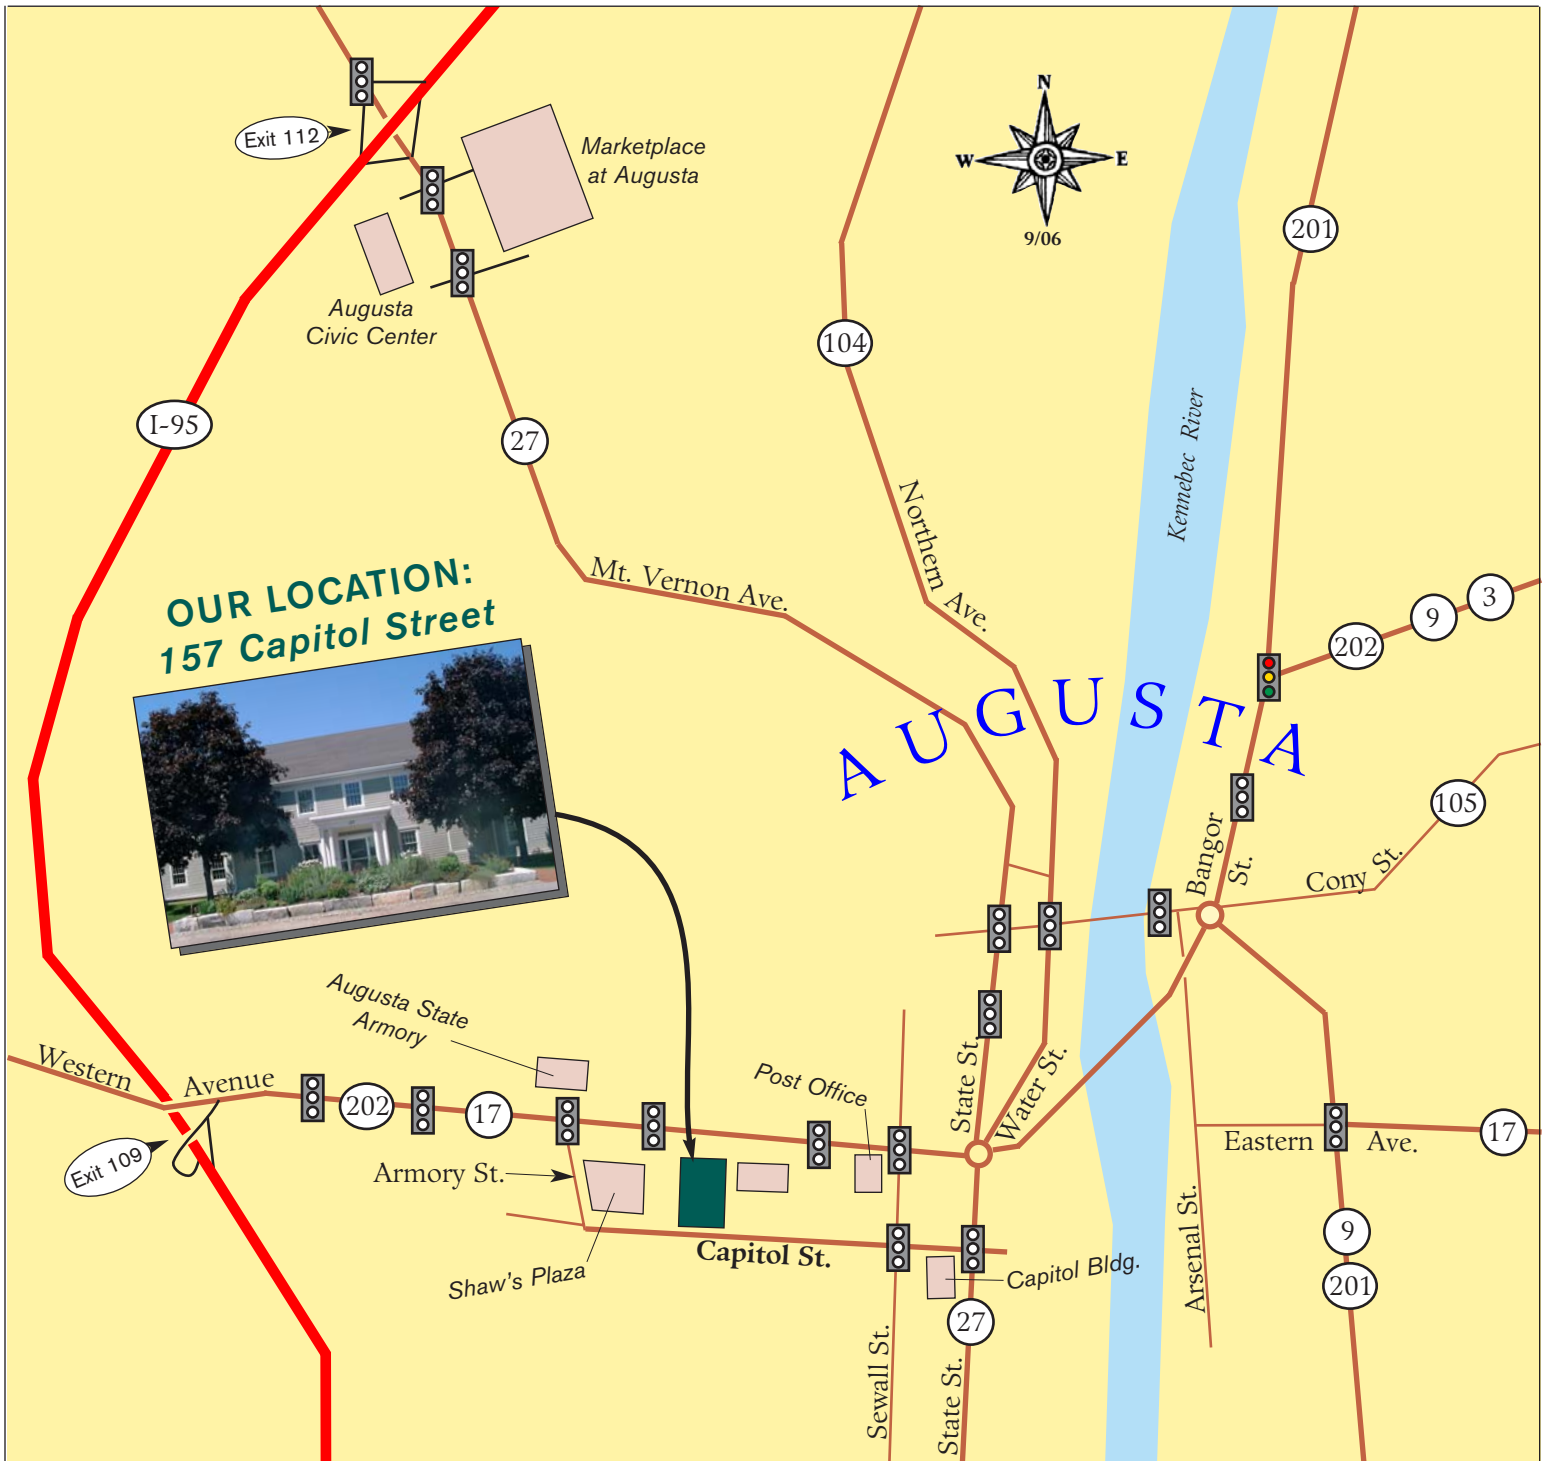 N
W
E
9/06
Exit 112
Marketplace
at Augusta
Augusta
Civic Center
201
104
I-95
27
Kennebec River
Northern Ave.
Mt. Vernon Ave.
OUR LOCATION:
157 Capitol Street
3
9
202
AUGUSTA
105
Bangor
St.
Cony St.
Augusta State
Armory
Western
Avenue
202
17
Post Office
State St.
Water St.
Exit 109
Armory St.
Eastern
Ave.
17
Capitol St.
Shaw's Plaza
Capitol Bldg.
Arsenal St.
9
201
27
Sewall St.
State St.